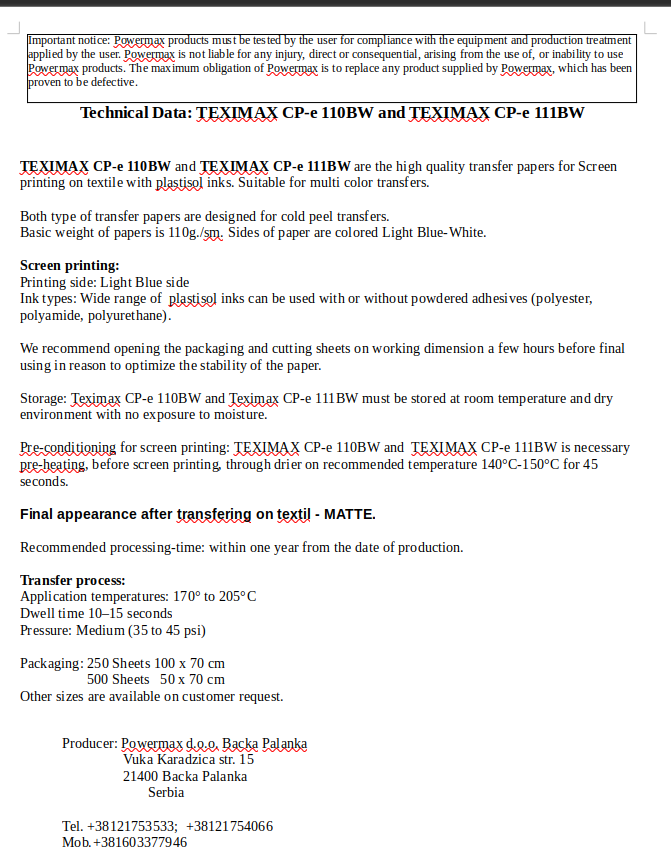 Important notice: Powermax products must be tested by the user for compliance with the equipment and production treatment
applied by the user. Powermax is not liable for any injury, direct or consequential, arising from the use of, or inability to use
Powermax products. The maximum obligation of Powermax is to replace any product supplied by Powermax, which has been
proven to be defective.
Technical Data: TEXIMAX CP-e 110BW and TEXIMAX CP-e 111BW
TEXIMAX CP-e 110BW and TEXIMAX CP-e 111BW are the high quality transfer papers for Screen
printing on textile with plastisol inks. Suitable for multi color transfers.
Both type of transfer papers are designed for cold peel transfers.
Basic weight of papers is 110g./sm. Sides of paper are colored Light Blue-White.
Screen printing:
Printing side: Light Blue side
Ink types: Wide range of plastisol inks can be used with or without powdered adhesives (polyester,
polyamide, polyurethane).
We recommend opening the packaging and cutting sheets on working dimension a few hours before final
using in reason to optimize the stability of the paper.
Storage: Teximax CP-e 110BW and Teximax CP-e 111BW must be stored at room temperature and dry
environment with no exposure to moisture.
Pre-conditioning for screen printing: TEXIMAX CP-e 110BW and TEXIMAX CP-e 111BW is necessary
pre-heating, before screen printing, through drier on recommended temperature 140°C-150°C for 45
seconds.
Final appearance after transfering on textil - MATTE.
Recommended processing-time: within one year from the date of production.
Transfer process:
Application temperatures: 170° to 205°C
Dwell time 10–15 seconds
Pressure: Medium (35 to 45 psi)
Packaging: 250 Sheets 100 x 70 cm
500 Sheets 50 x 70 cm
Other sizes are available on customer request.
Producer: Powermax d.o.o. Backa Palanka
Vuka Karadzica str. 15
21400 Backa Palanka
Serbia
Tel. +38121753533; +38121754066
Mob.+381603377946